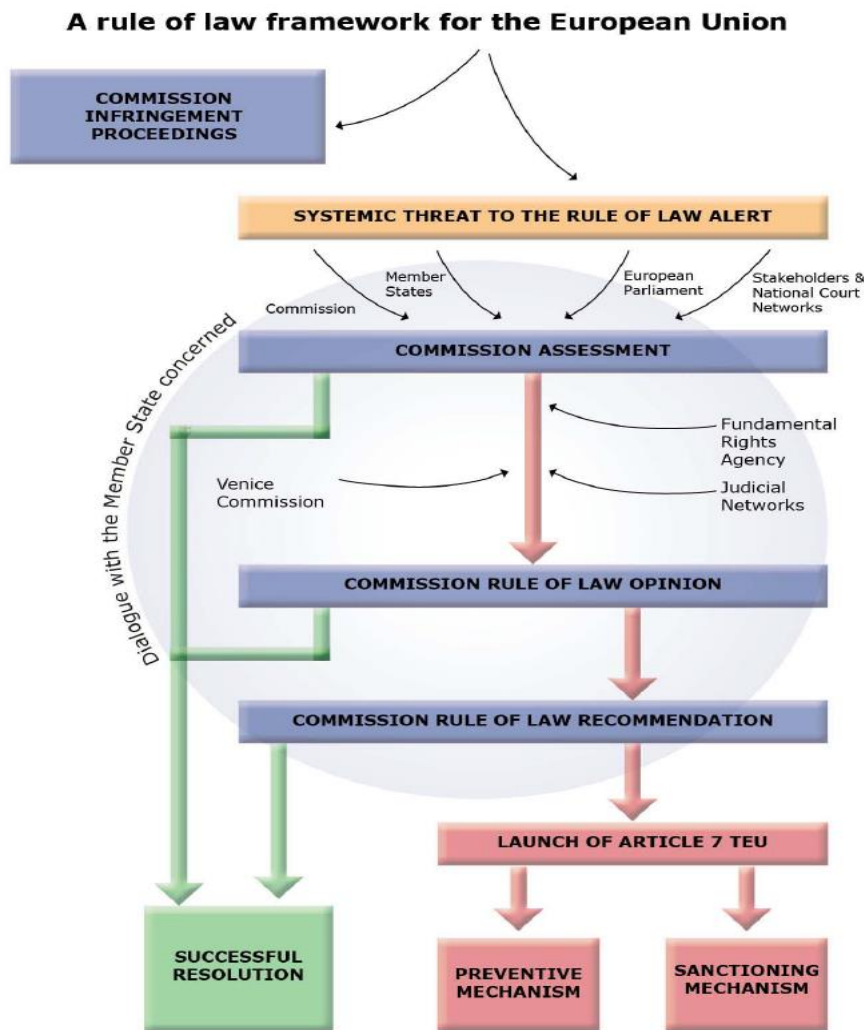 A rule of law framework for the European Union
COMMISSION
INFRINGEMENT
PROCEEDINGS
SYSTEMIC THREAT TO THE RULE OF LAW ALERT
Commission
Member
States
European
Parliament
Stakeholders &
National Court
Networks
COMMISSION ASSESSMENT
Dialogue with the Member State concerned
Fundamental
Rights
Agency
Venice
Commission
Judicial
Networks
COMMISSION RULE OF LAW OPINION
COMMISSION RULE OF LAW RECOMMENDATION
LAUNCH OF ARTICLE 7 TEU
SUCCESSFUL
RESOLUTION
PREVENTIVE
MECHANISM
SANCTIONING
MECHANISM